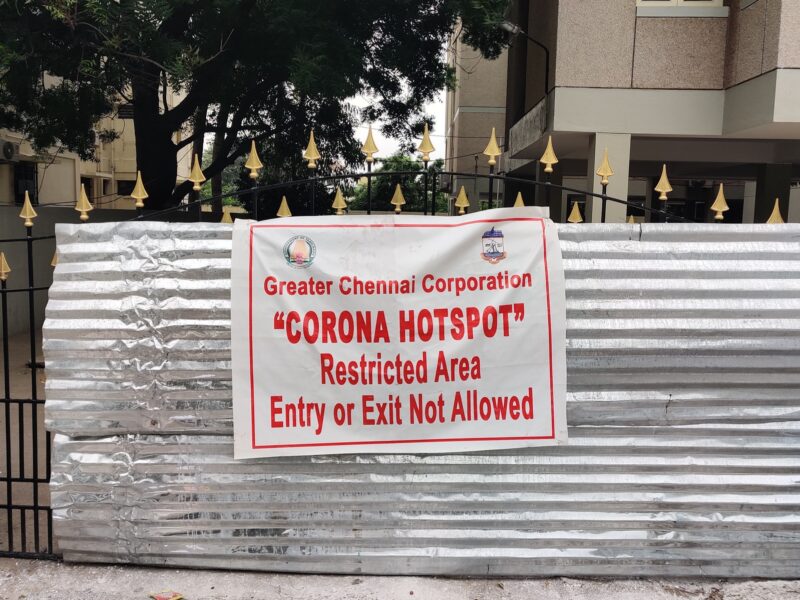 Greater Chennai Corporation
“CORONA HOTSPOT”
Restricted Area
Entry or Exit Not Allowed